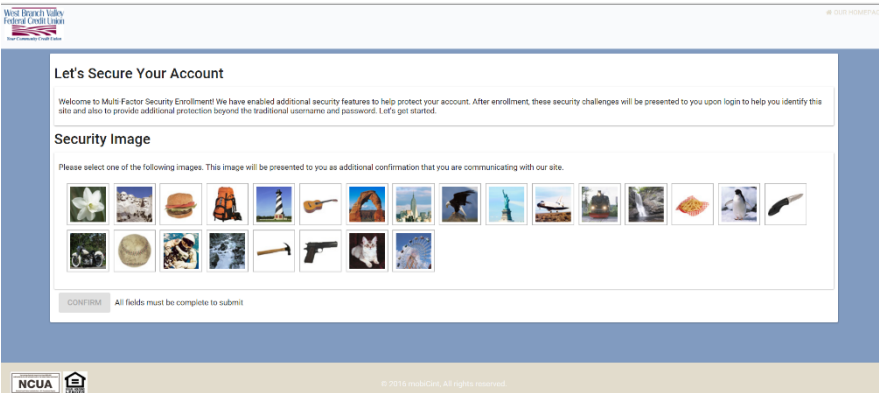 West Branch Valley
Federal Credit Union
Your Community Credit Union
OUR HOMEPAG
Let's Secure Your Account
Welcome to Multi-Factor Security Enrollment! We have enabled additional security features to help protect your account. After enrollment, these security challenges will be presented to you upon login to help you identify this
site and also to provide additional protection beyond the traditional username and password. Let's get started.
Security Image
Please select one of the following images. This image will be presented to you as additional confirmation that you are communicating with our site.
CONFIRM All fields must be complete to submit
NCUA
© 2016 mobiCint, All rights reserved.